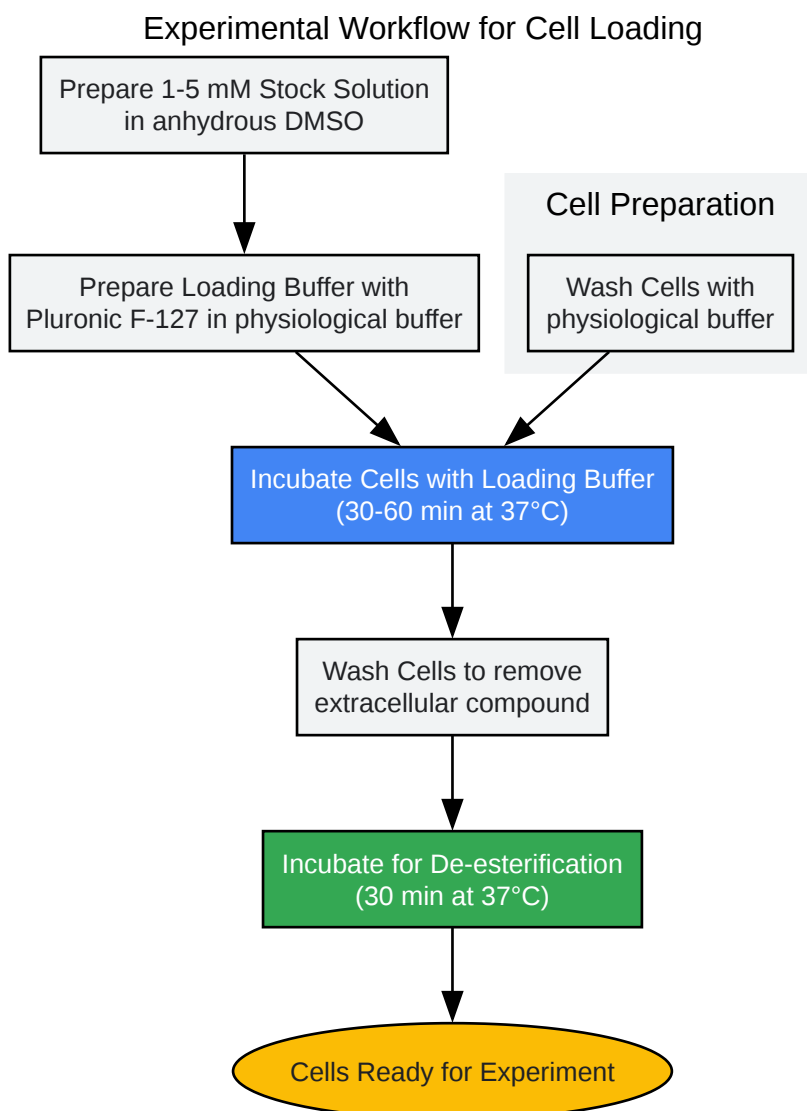 Experimental Workflow for Cell Loading
Prepare 1-5 mM Stock Solution
in anhydrous DMSO
Cell Preparation
Prepare Loading Buffer with
Pluronic F-127 in physiological buffer
Wash Cells with
physiological buffer
Incubate Cells with Loading Buffer
(30-60 min at 37°C)
Wash Cells to remove
extracellular compound
Incubate for De-esterification
(30 min at 37°C)
Cells Ready for Experiment